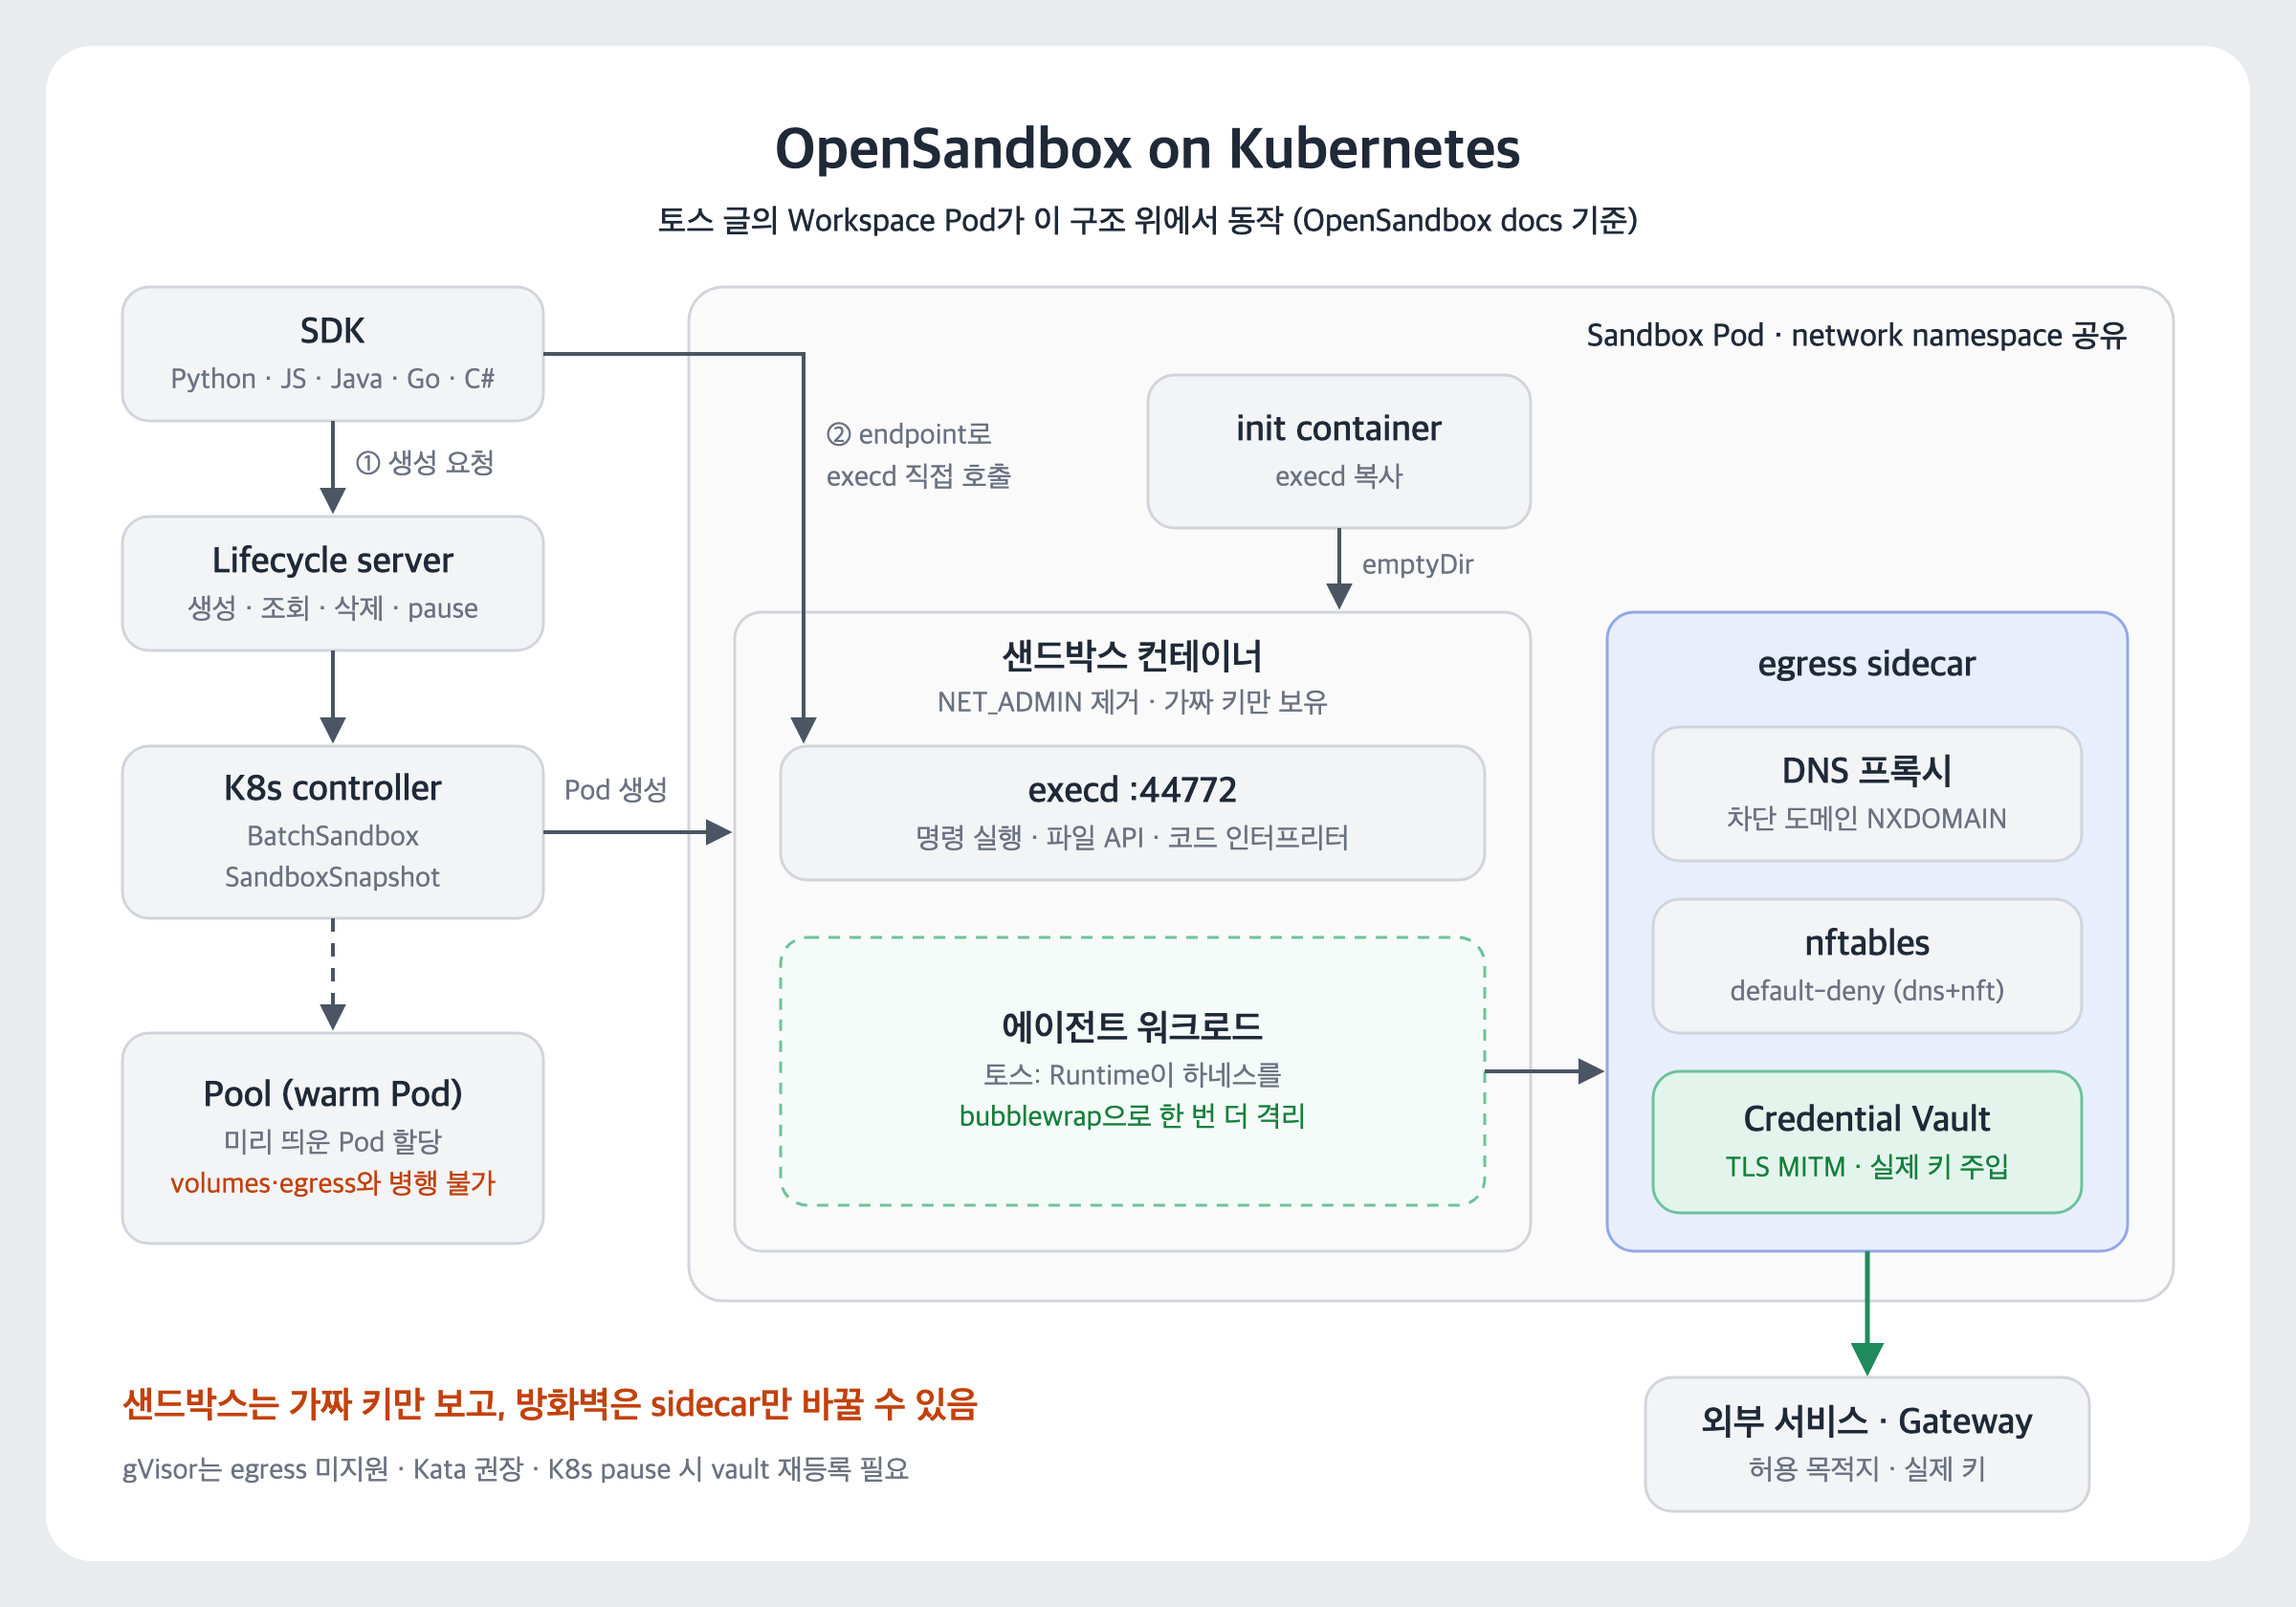 OpenSandbox on Kubernetes
토스 글의 Workspace Pod가 이 구조 위에서 동작 (OpenSandbox docs 기준)
SDK
Python · JS · Java · Go · C#
① 생성 요청
Lifecycle server
생성 · 조회 · 삭제 · pause
K8s controller
BatchSandbox
SandboxSnapshot
Pod 생성
Pool (warm Pod)
미리 띄운 Pod 할당
volumes·egress와 병행 불가
Sandbox Pod · network namespace 공유
② endpoint로
execd 직접 호출
init container
execd 복사
emptyDir
샌드박스 컨테이너
NET_ADMIN 제거 · 가짜 키만 보유
execd :44772
명령 실행 · 파일 API · 코드 인터프리터
에이전트 워크로드
토스: Runtime이 하네스를
bubblewrap으로 한 번 더 격리
egress sidecar
DNS 프록시
차단 도메인 NXDOMAIN
nftables
default-deny (dns+nft)
Credential Vault
TLS MITM · 실제 키 주입
외부 서비스 · Gateway
허용 목적지 · 실제 키
샌드박스는 가짜 키만 보고, 방화벽은 sidecar만 바꿀 수 있음
gVisor는 egress 미지원 · Kata 권장 · K8s pause 시 vault 재등록 필요